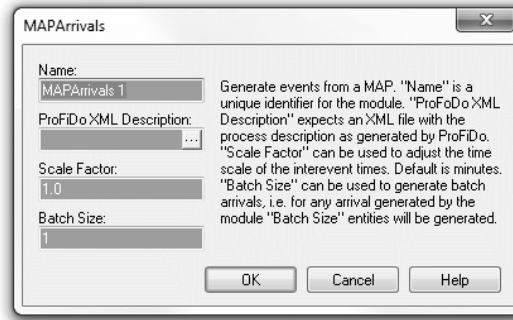 MAPArrivals
x
Name:
MAPArrivals 1
ProFiDo XML Description:
...
Scale Factor:
1.0
Batch Size:
1
Generate events from a MAP. "Name" is a
unique identifier for the module. "ProFoDo XML
Description" expects an XML file with the
process description as generated by ProFiDo.
"Scale Factor" can be used to adjust the time
scale of the interevent times. Default is minutes.
"Batch Size" can be used to generate batch
arrivals, i.e. for any arrival generated by the
module "Batch Size" entities will be generated.
OK
Cancel
Help